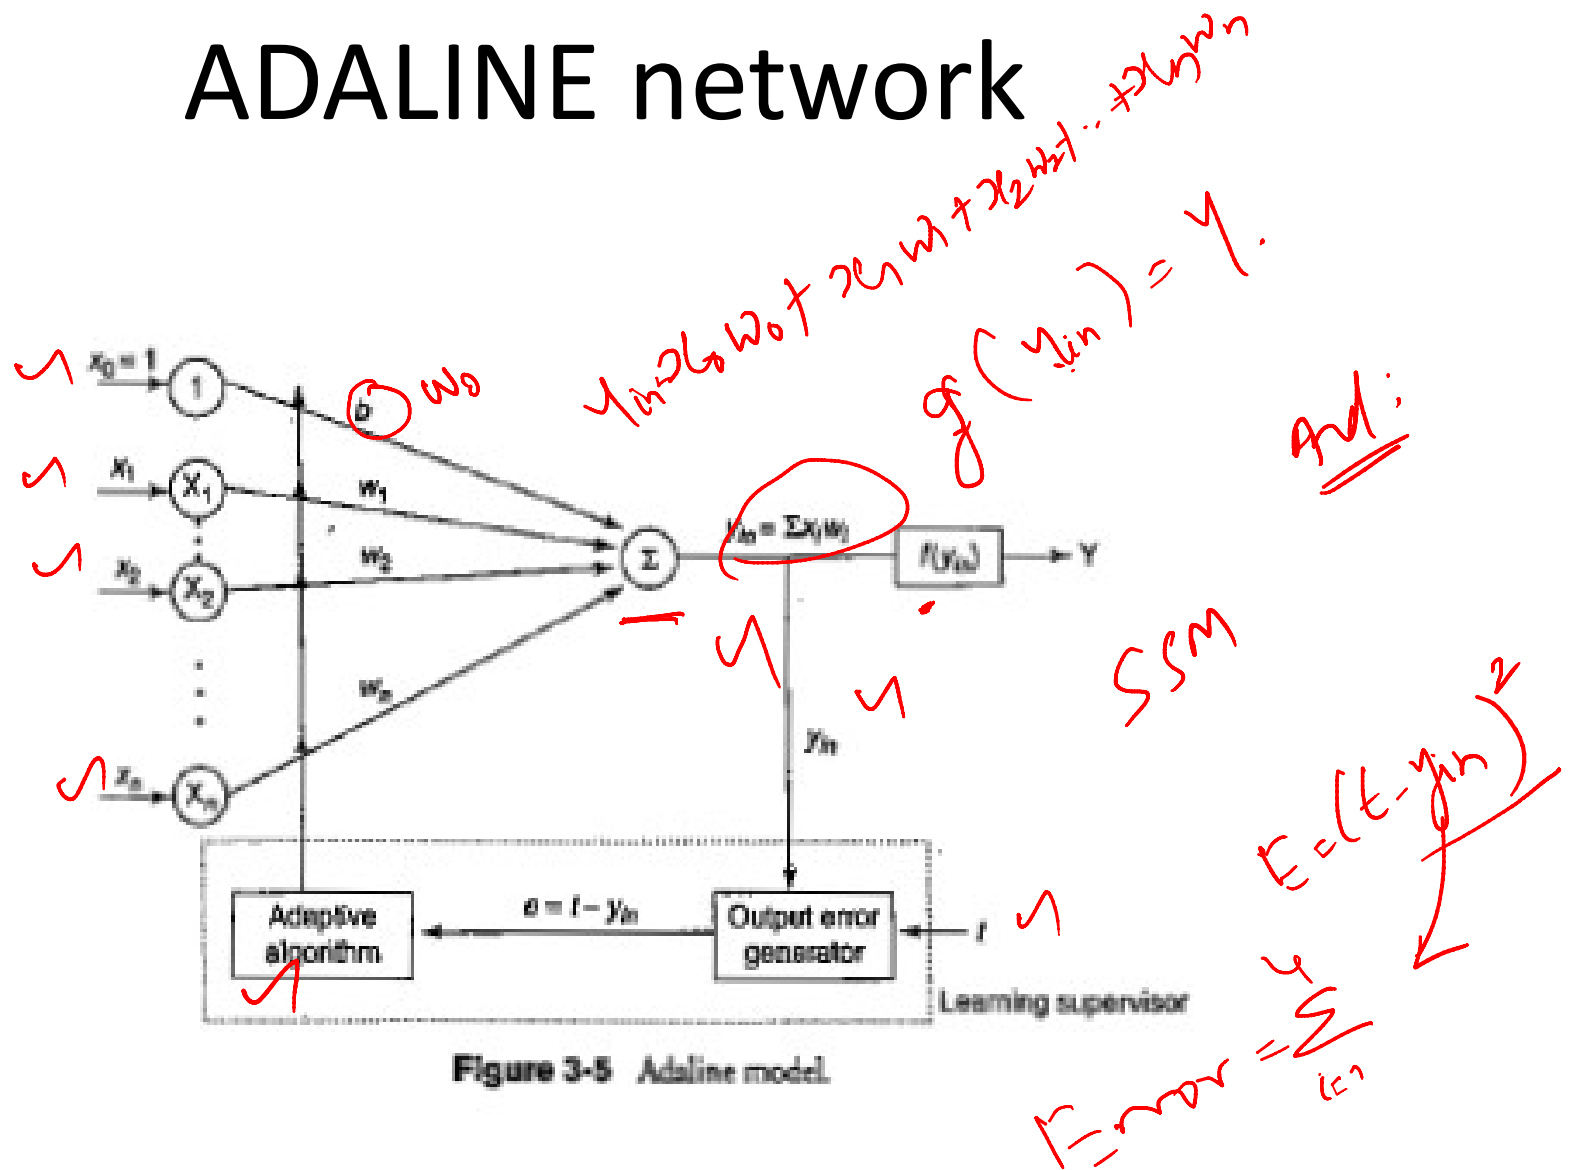 ADALINE network
yin=x0w0+x1w1+x2w2+..+xnwn
g(yin)=y.
x0 = 1
1
b
w0
x1
X1
w1
x2
X2
w2
Σ
yin = Σxiwi
f(yin)
Y
wn
xn
Xn
yin
SSM
E=(t-yin)2
Adaptive
algorithm
e = t − yin
Output error
generator
t
Learning supervisor
Error = 4Σi=1
Figure 3-5 Adaline model.